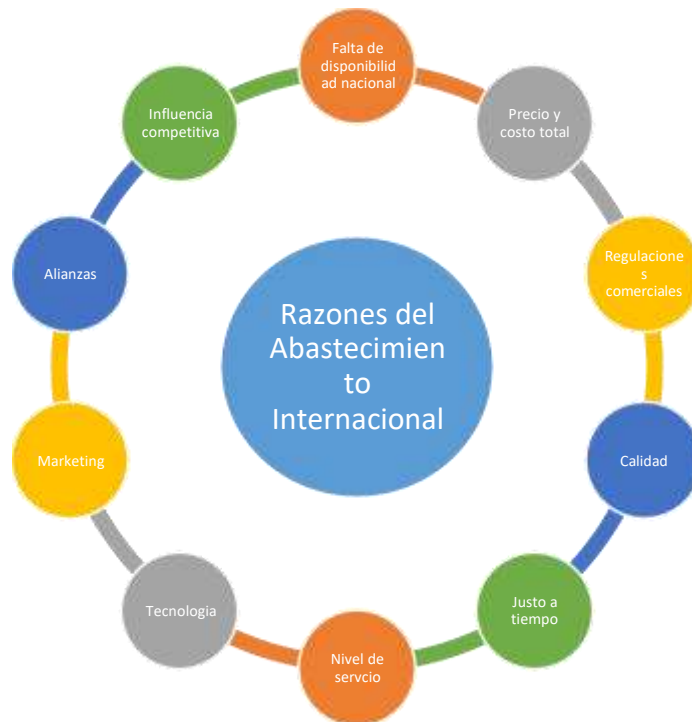 Falta de
disponibilid
ad nacional
Precio y
costo total
Regulacione
s
comerciales
Calidad
Justo a
tiempo
Nivel de
servcio
Tecnologia
Marketing
Alianzas
Influencia
competitiva
Razones del
Abastecimien
to
Internacional